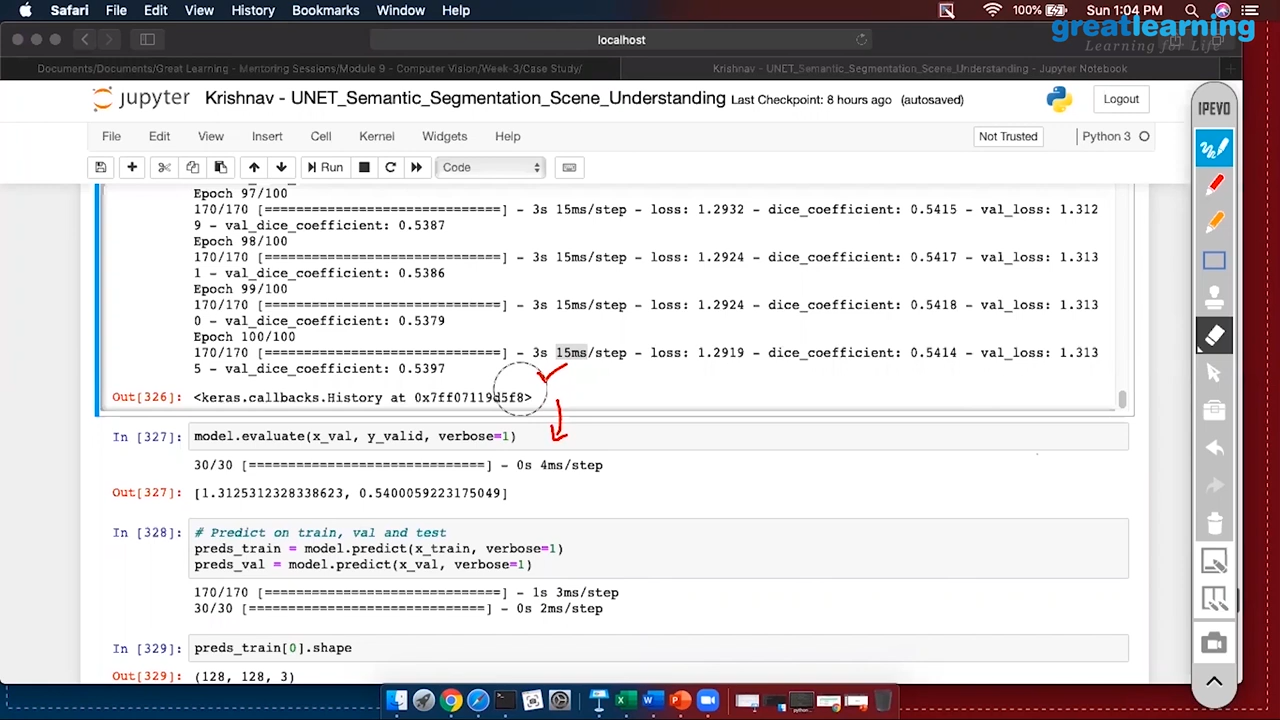 Safari File Edit View History Bookmarks Window Help 100% Sun 1:04 PM
greatlearning
Learning for Life
localhost
Documents/Documents/Great Learning - Mentoring Sessions/Module 9 - Computer Vision/Week-3/Case Study/ Krishnav - UNET_Semantic_Segmentation_Scene_Understanding - Jupyter Notebook
jupyter Krishnav - UNET_Semantic_Segmentation_Scene_Understanding Last Checkpoint: 8 hours ago (autosaved) Logout
IPEVO
File Edit View Insert Cell Kernel Widgets Help Not Trusted Python 3
Run Code
Epoch 97/100
170/170 [==============================] - 3s 15ms/step - loss: 1.2932 - dice_coefficient: 0.5415 - val_loss: 1.312
9 - val_dice_coefficient: 0.5387
Epoch 98/100
170/170 [==============================] - 3s 15ms/step - loss: 1.2924 - dice_coefficient: 0.5417 - val_loss: 1.313
1 - val_dice_coefficient: 0.5386
Epoch 99/100
170/170 [==============================] - 3s 15ms/step - loss: 1.2924 - dice_coefficient: 0.5418 - val_loss: 1.313
0 - val_dice_coefficient: 0.5379
Epoch 100/100
170/170 [==============================] - 3s 15ms/step - loss: 1.2919 - dice_coefficient: 0.5414 - val_loss: 1.313
5 - val_dice_coefficient: 0.5397
Out[326]: <keras.callbacks.History at 0x7ff07119d5f8>
In [327]: model.evaluate(x_val, y_valid, verbose=1)
30/30 [==============================] - 0s 4ms/step
Out[327]: [1.3125312328338623, 0.5400059223175049]
In [328]: # Predict on train, val and test
preds_train = model.predict(x_train, verbose=1)
preds_val = model.predict(x_val, verbose=1)
170/170 [==============================] - 1s 3ms/step
30/30 [==============================] - 0s 2ms/step
In [329]: preds_train[0].shape
Out[329]: (128, 128, 3)